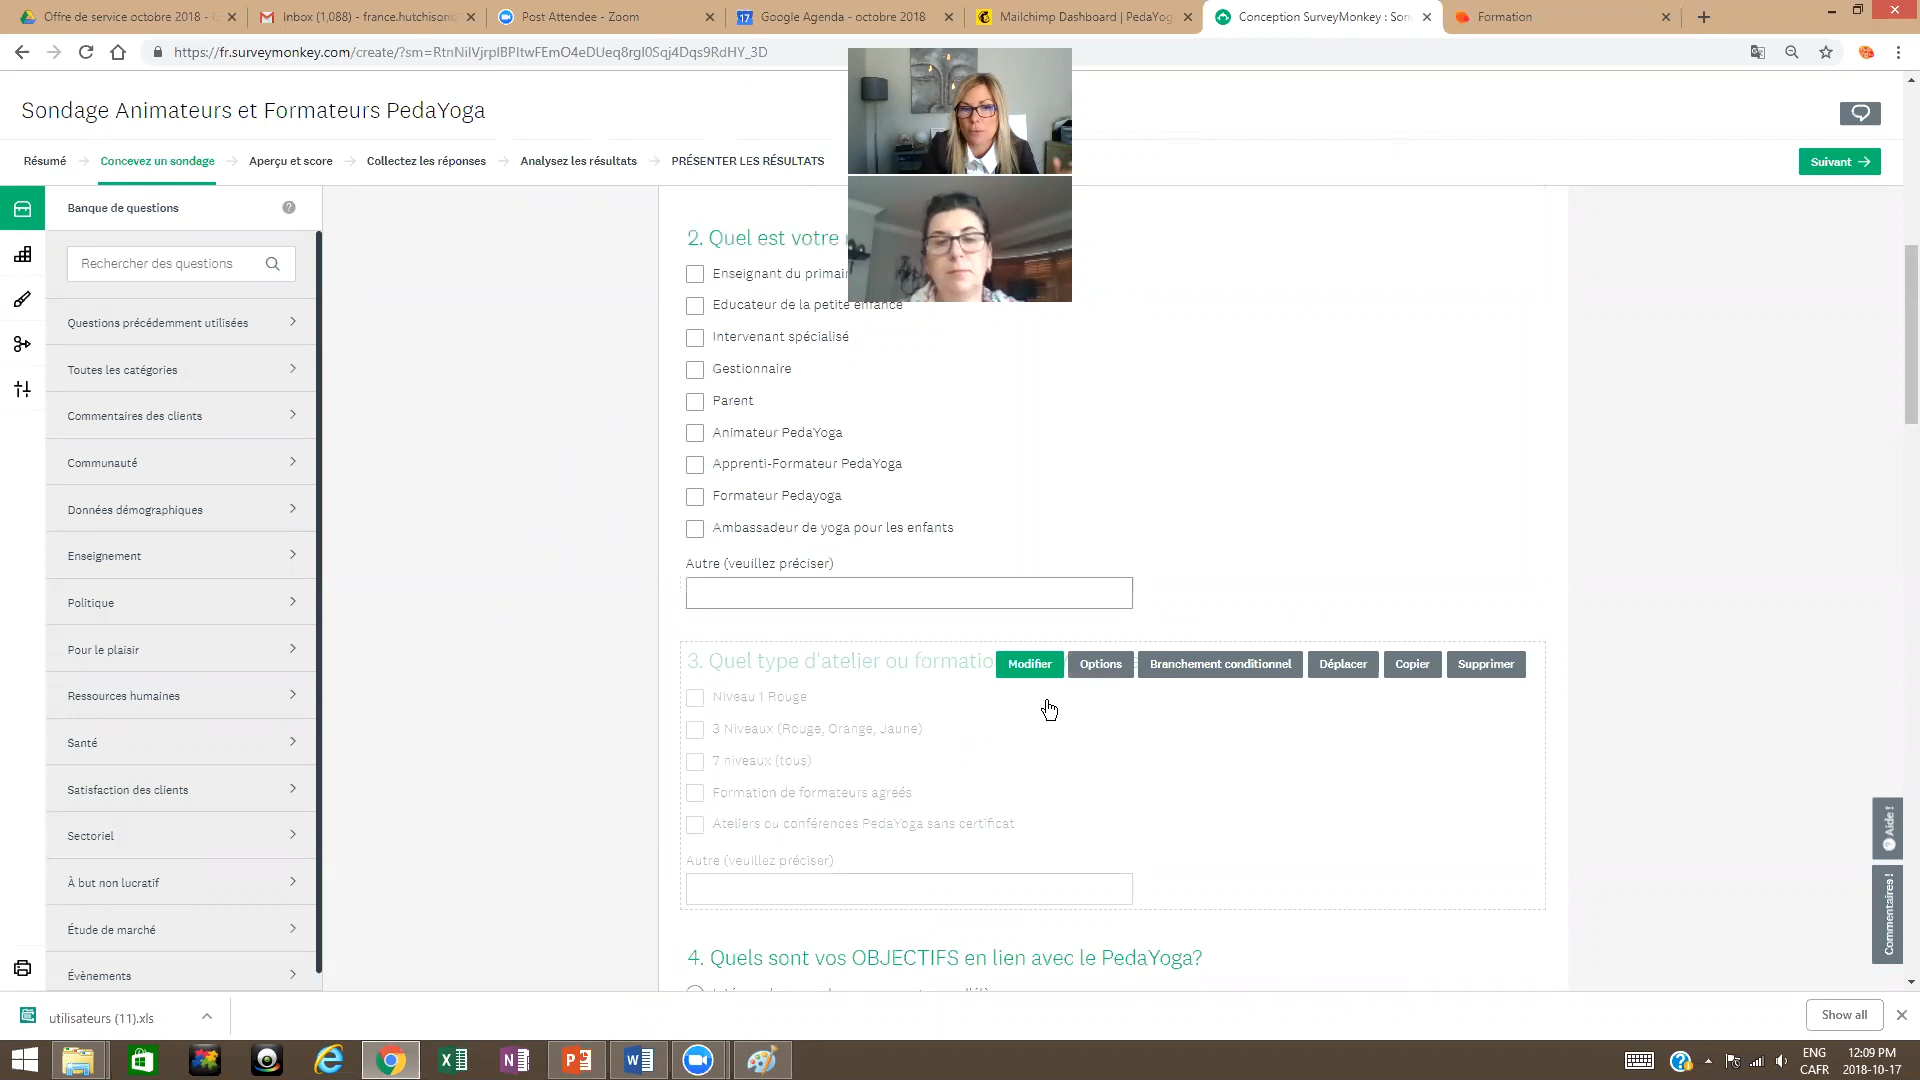 Offre de service octobre 2018 -
Inbox (1,088) - france.hutchison
Post Attendee - Zoom
17 Google Agenda - octobre 2018
Mailchimp Dashboard | PedaYog
Conception SurveyMonkey : Son
Formation
https://fr.surveymonkey.com/create/?sm=RtnNiIVjrpIBPItwFEmO4eDUeq8rgI0Sqj4Dqs9RdHY_3D
Sondage Animateurs et Formateurs PedaYoga
Résumé
Concevez un sondage
Aperçu et score
Collectez les réponses
Analysez les résultats
PRÉSENTER LES RÉSULTATS
Suivant
Banque de questions
?
Rechercher des questions
Questions précédemment utilisées
Toutes les catégories
Commentaires des clients
Communauté
Données démographiques
Enseignement
Politique
Pour le plaisir
Ressources humaines
Santé
Satisfaction des clients
Sectoriel
À but non lucratif
Étude de marché
Évènements
2. Quel est votre
Enseignant du primair
Educateur de la petite enfance
Intervenant spécialisé
Gestionnaire
Parent
Animateur PedaYoga
Apprenti-Formateur PedaYoga
Formateur Pedayoga
Ambassadeur de yoga pour les enfants
Autre (veuillez préciser)
3. Quel type d'atelier ou formatio
Modifier
Options
Branchement conditionnel
Déplacer
Copier
Supprimer
Niveau 1 Rouge
3 Niveaux (Rouge, Orange, Jaune)
7 niveaux (tous)
Formation de formateurs agréés
Ateliers ou conférences PedaYoga sans certificat
Autre (veuillez préciser)
4. Quels sont vos OBJECTIFS en lien avec le PedaYoga?
Aide !
Commentaires !
utilisateurs (11).xls
Show all
ENG
CAFR
12:09 PM
2018-10-17